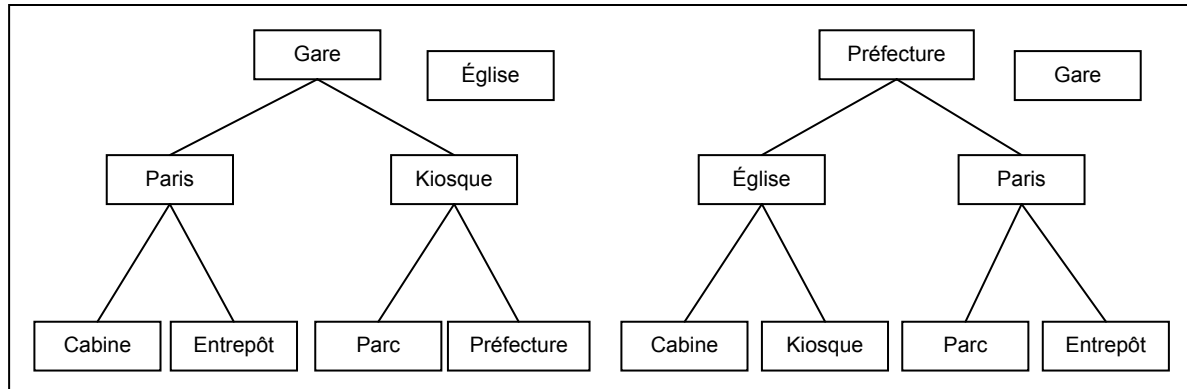 Gare
Église
Paris
Kiosque
Cabine
Entrepôt
Parc
Préfecture
Préfecture
Gare
Église
Paris
Cabine
Kiosque
Parc
Entrepôt